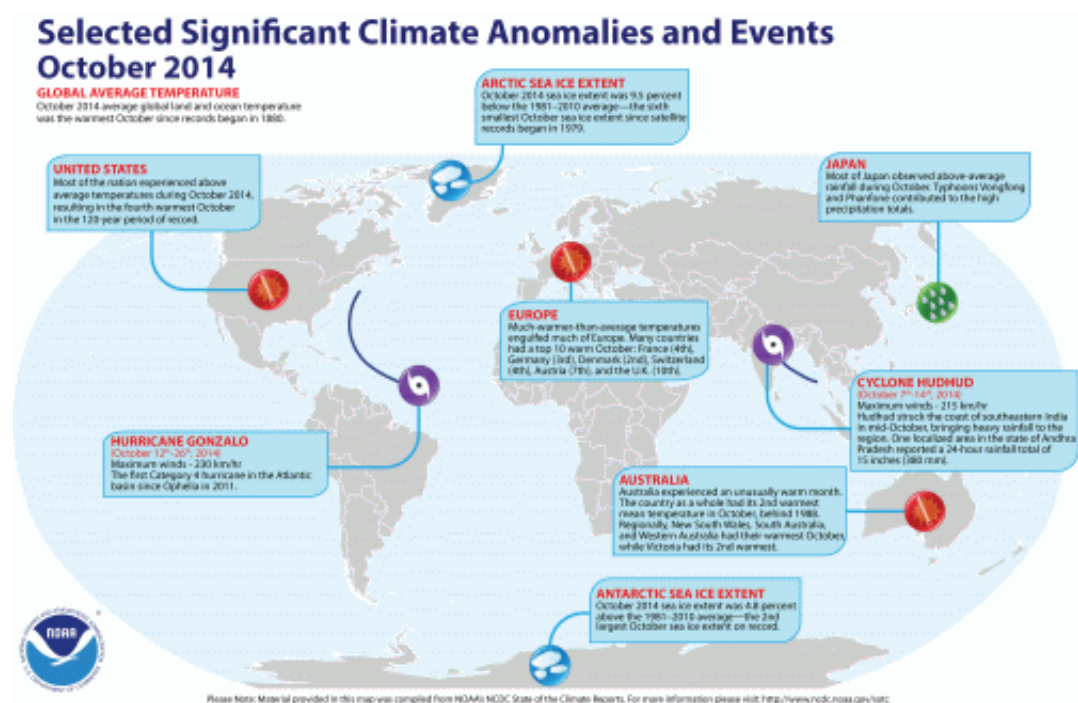 Selected Significant Climate Anomalies and Events
October 2014
GLOBAL AVERAGE TEMPERATURE
October 2014 average global land and ocean temperature
was the warmest October since records began in 1880.
ARCTIC SEA ICE EXTENT
October 2014 sea ice extent was 9.5 percent
below the 1981–2010 average—the sixth
smallest October sea ice extent since satellite
records began in 1979.
UNITED STATES
Most of the nation experienced above
average temperatures during October 2014,
resulting in the fourth warmest October
in the 120-year period of record.
JAPAN
Most of Japan observed above-average
rainfall during October. Typhoons Vongfong
and Phanfone contributed to the high
precipitation totals.
EUROPE
Much-warmer-than-average temperatures
engulfed much of Europe. Many countries
had a top 10 warm October: France (4th),
Germany (3rd), Denmark (2nd), Switzerland
(4th), Austria (7th), and the U.K. (10th).
CYCLONE HUDHUD
(October 7th-14th, 2014)
Maximum winds - 215 km/hr
Hudhud struck the coast of southeastern India
in mid-October, bringing heavy rainfall to the
region. One localized area in the state of Andhra
Pradesh reported a 24-hour rainfall total of
15 inches (380 mm).
HURRICANE GONZALO
(October 12th-26th, 2014)
Maximum winds - 230 km/hr
The first Category 4 hurricane in the Atlantic
basin since Ophelia in 2011.
AUSTRALIA
Australia experienced an unusually warm month.
The country as a whole had its 2nd warmest
mean temperature in October, behind 1988.
Regionally, New South Wales, South Australia,
and Western Australia had their warmest October,
while Victoria had its 2nd warmest.
ANTARCTIC SEA ICE EXTENT
October 2014 sea ice extent was 4.8 percent
above the 1981–2010 average—the 2nd
largest October sea ice extent on record.
NOAA
Please Note: Material provided in this map was compiled from NOAA's NCDC State of the Climate Reports. For more information please visit: http://www.ncdc.noaa.gov/sotc